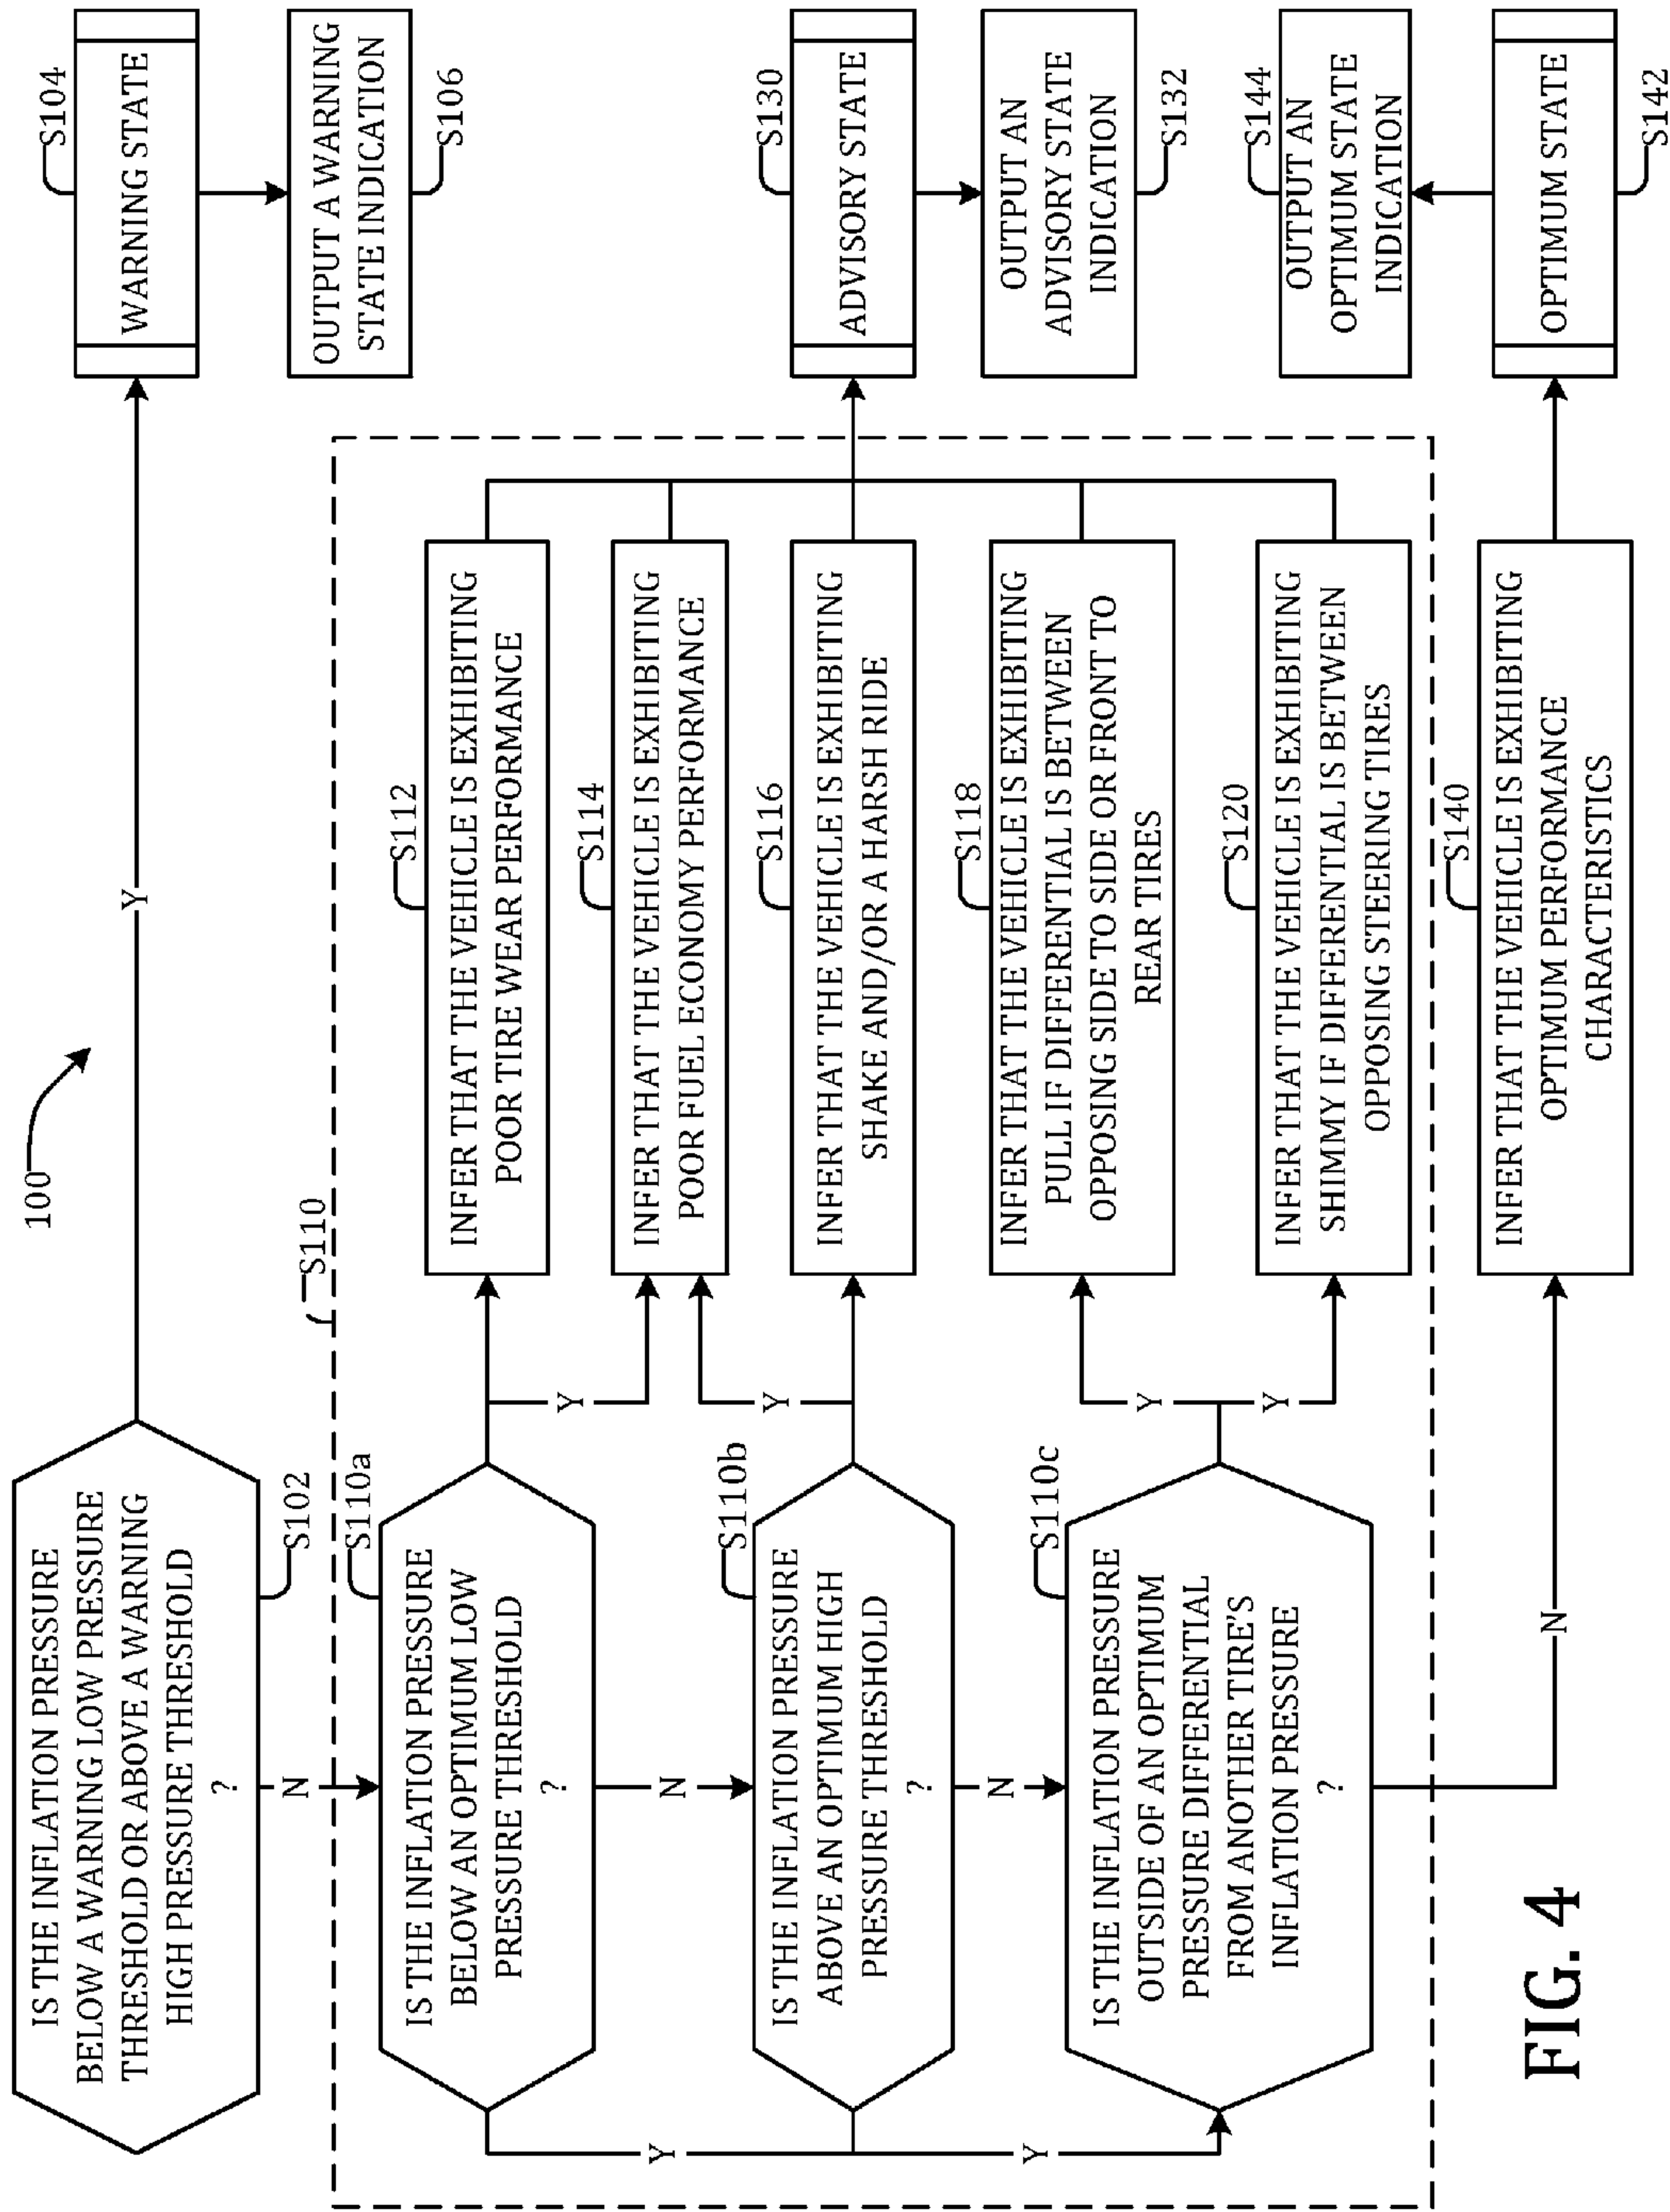 100
IS THE INFLATION PRESSURE
BELOW A WARNING LOW PRESSURE
THRESHOLD OR ABOVE A WARNING
HIGH PRESSURE THRESHOLD
?
S102
Y
WARNING STATE
S104
OUTPUT A WARNING
STATE INDICATION
S106
N
S110
IS THE INFLATION PRESSURE
BELOW AN OPTIMUM LOW
PRESSURE THRESHOLD
?
S110a
Y
Y
INFER THAT THE VEHICLE IS EXHIBITING
POOR TIRE WEAR PERFORMANCE
S112
INFER THAT THE VEHICLE IS EXHIBITING
POOR FUEL ECONOMY PERFORMANCE
S114
N
IS THE INFLATION PRESSURE
ABOVE AN OPTIMUM HIGH
PRESSURE THRESHOLD
?
S110b
Y
Y
INFER THAT THE VEHICLE IS EXHIBITING
SHAKE AND/OR A HARSH RIDE
S116
ADVISORY STATE
S130
OUTPUT AN
ADVISORY STATE
INDICATION
S132
N
IS THE INFLATION PRESSURE
OUTSIDE OF AN OPTIMUM
PRESSURE DIFFERENTIAL
FROM ANOTHER TIRE'S
INFLATION PRESSURE
?
S110c
Y
Y
INFER THAT THE VEHICLE IS EXHIBITING
PULL IF DIFFERENTIAL IS BETWEEN
OPPOSING SIDE TO SIDE OR FRONT TO
REAR TIRES
S118
INFER THAT THE VEHICLE IS EXHIBITING
SHIMMY IF DIFFERENTIAL IS BETWEEN
OPPOSING STEERING TIRES
S120
N
INFER THAT THE VEHICLE IS EXHIBITING
OPTIMUM PERFORMANCE
CHARACTERISTICS
S140
OUTPUT AN
OPTIMUM STATE
INDICATION
S144
OPTIMUM STATE
S142
FIG. 4